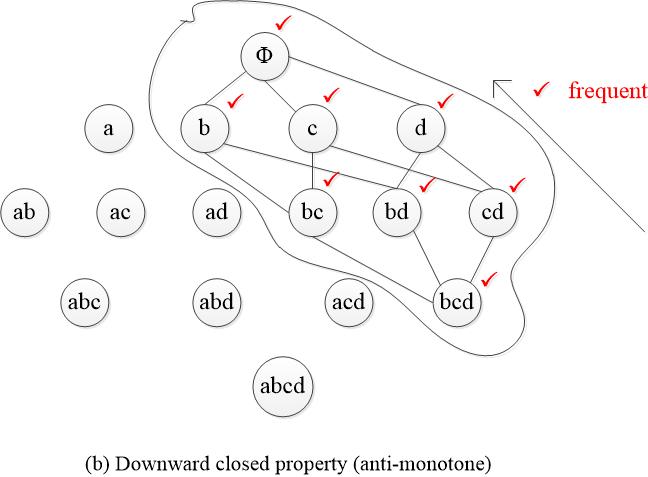 Φ
✓ frequent
a
b
c
d
ab
ac
ad
bc
bd
cd
abc
abd
acd
bcd
abcd
(b) Downward closed property (anti-monotone)